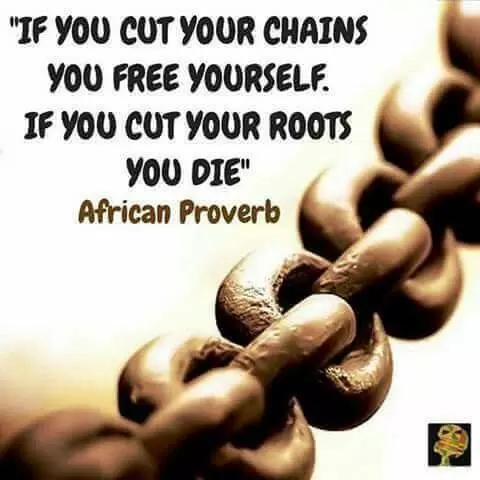 "IF YOU CUT YOUR CHAINS
YOU FREE YOURSELF.
IF YOU CUT YOUR ROOTS
YOU DIE"
African Proverb